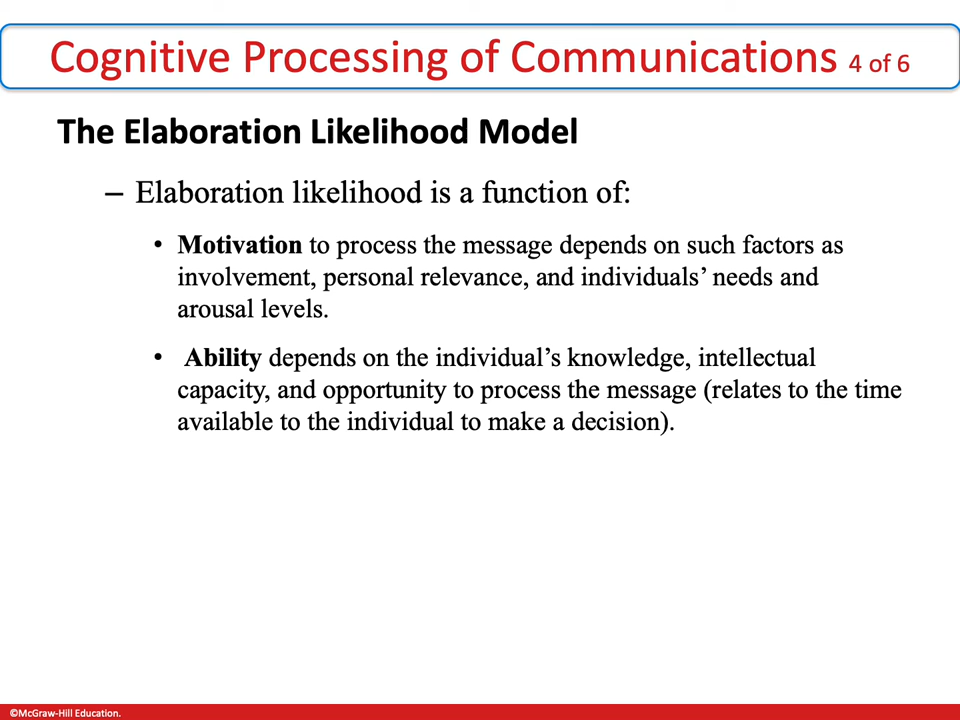 Cognitive Processing of Communications 4 of 6
The Elaboration Likelihood Model
– Elaboration likelihood is a function of:
• Motivation to process the message depends on such factors as
involvement, personal relevance, and individuals’ needs and
arousal levels.
• Ability depends on the individual’s knowledge, intellectual
capacity, and opportunity to process the message (relates to the time
available to the individual to make a decision).
©McGraw-Hill Education.